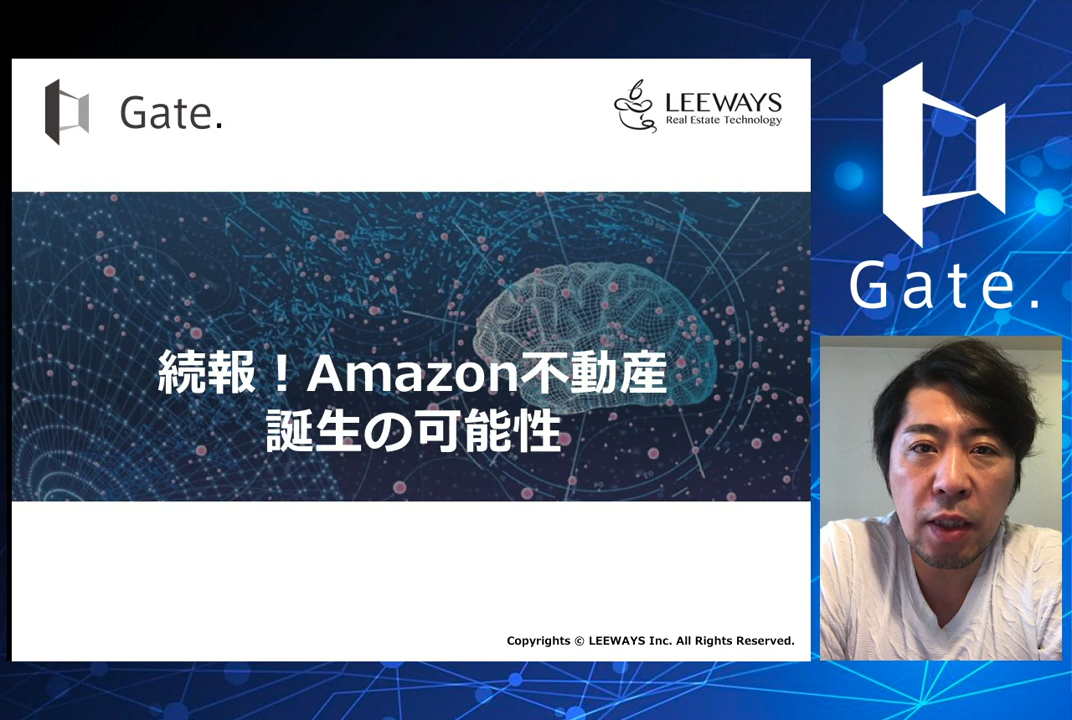 Gate.
LEEWAYS
Real Estate Technology
続報！Amazon不動産
誕生の可能性
Copyrights © LEEWAYS Inc. All Rights Reserved.
Gate.